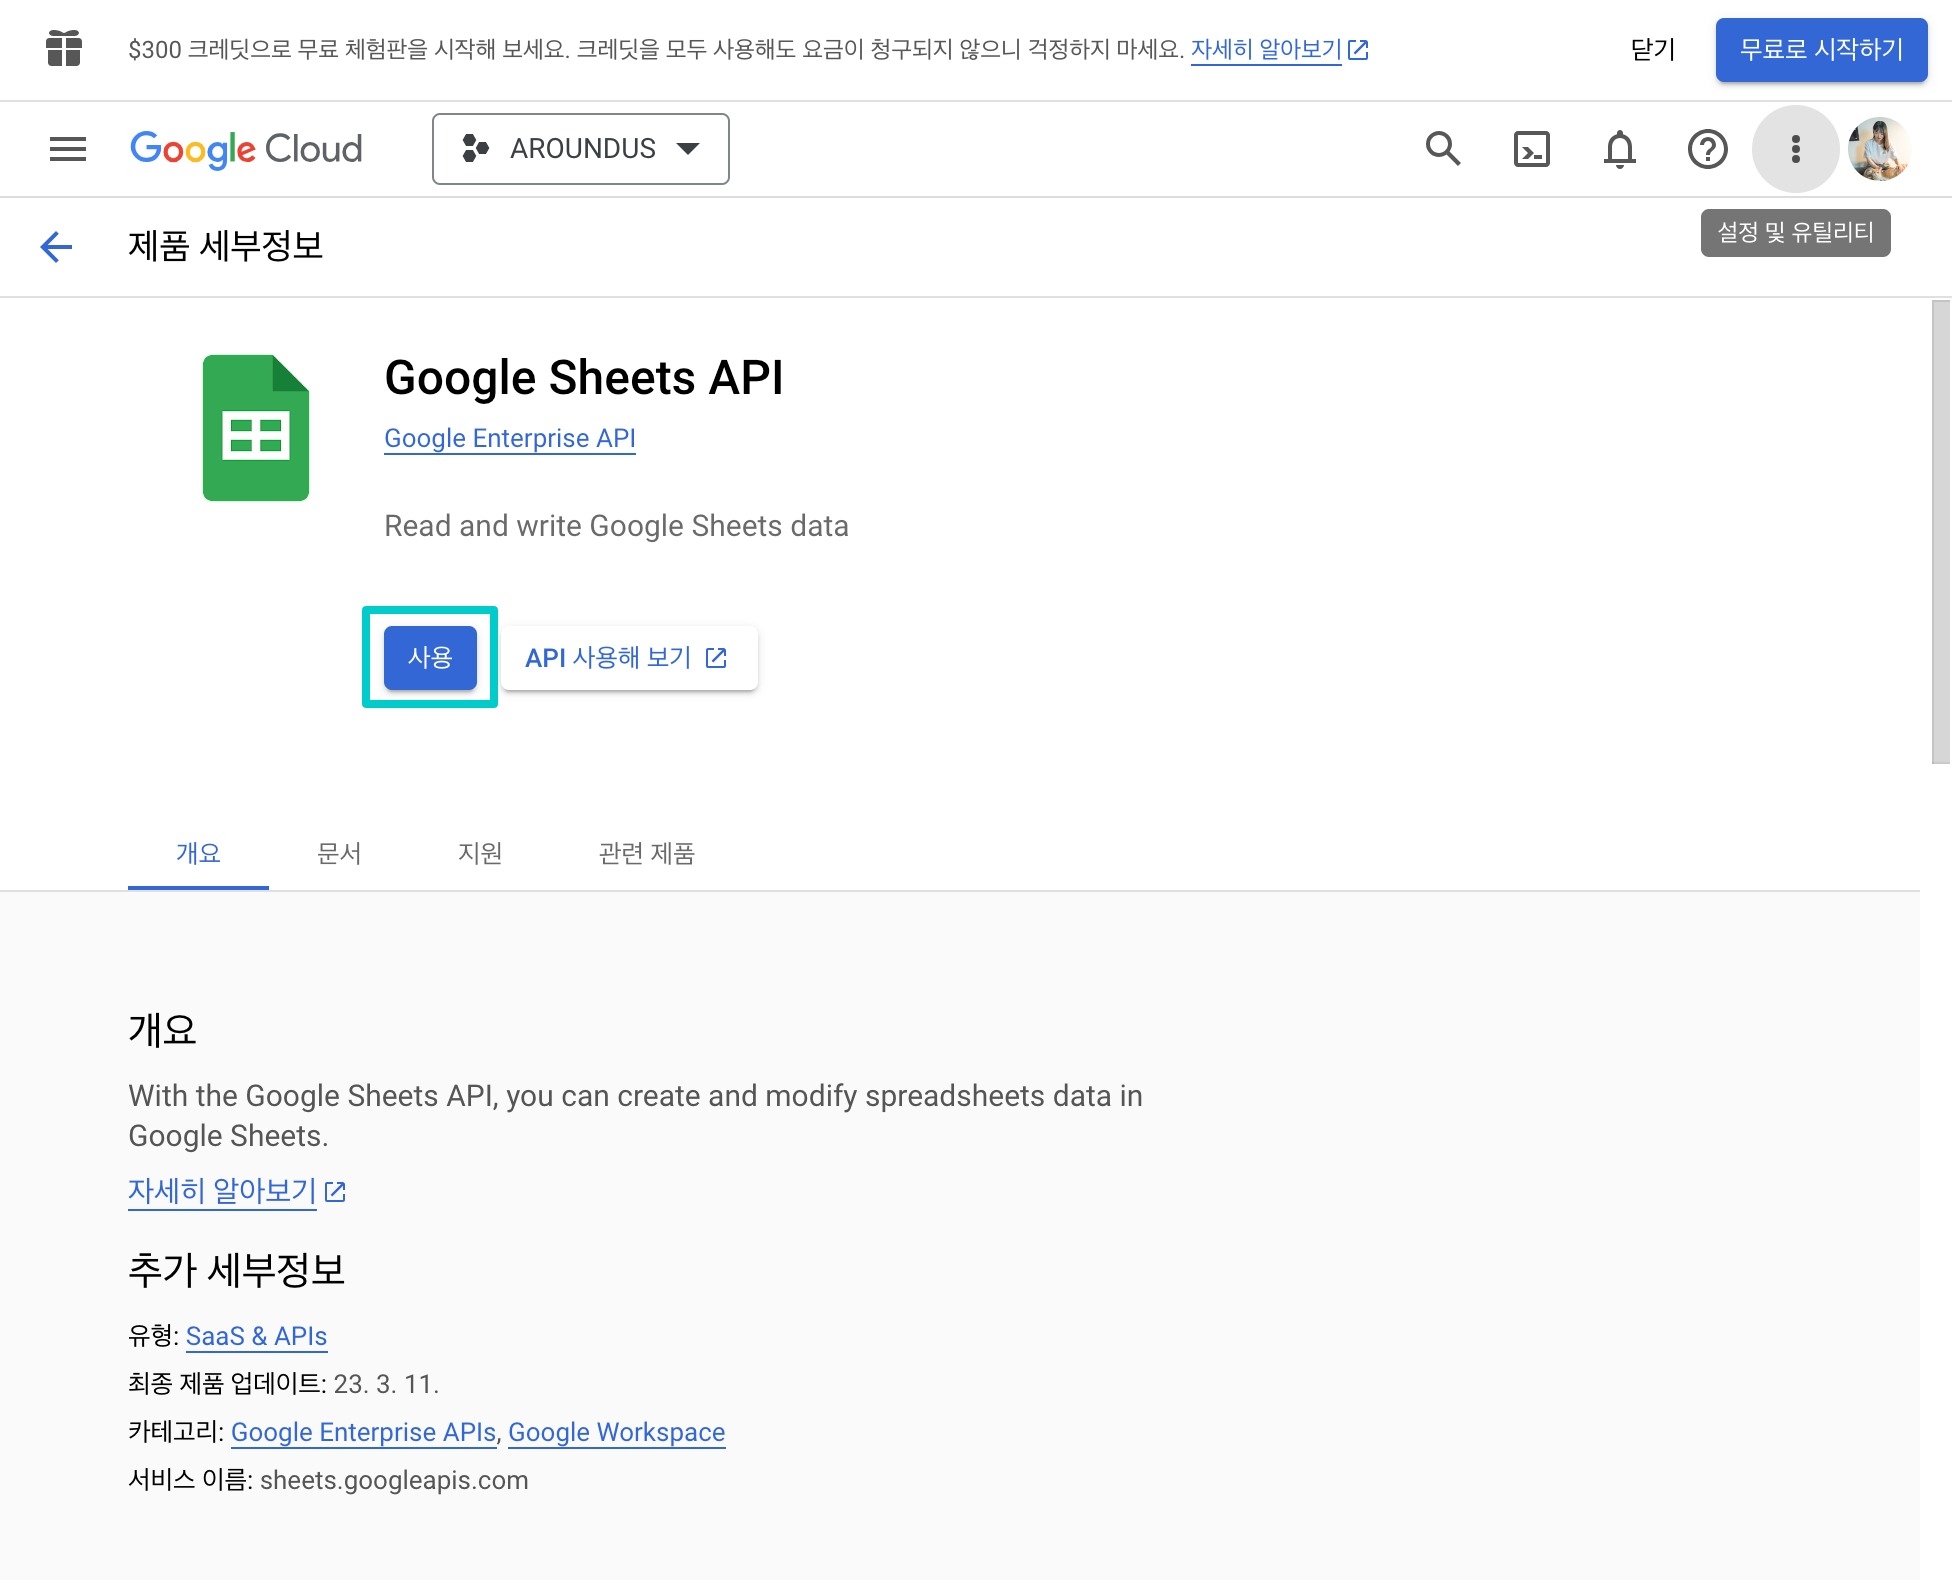 $300 크레딧으로 무료 체험판을 시작해 보세요. 크레딧을 모두 사용해도 요금이 청구되지 않으니 걱정하지 마세요. 자세히 알아보기
닫기
무료로 시작하기
Google Cloud
AROUNDUS
제품 세부정보
설정 및 유틸리티
Google Sheets API
Google Enterprise API
Read and write Google Sheets data
사용
API 사용해 보기
개요
문서
지원
관련 제품
개요
With the Google Sheets API, you can create and modify spreadsheets data in
Google Sheets.
자세히 알아보기
추가 세부정보
유형: SaaS & APIs
최종 제품 업데이트: 23. 3. 11.
카테고리: Google Enterprise APIs, Google Workspace
서비스 이름: sheets.googleapis.com